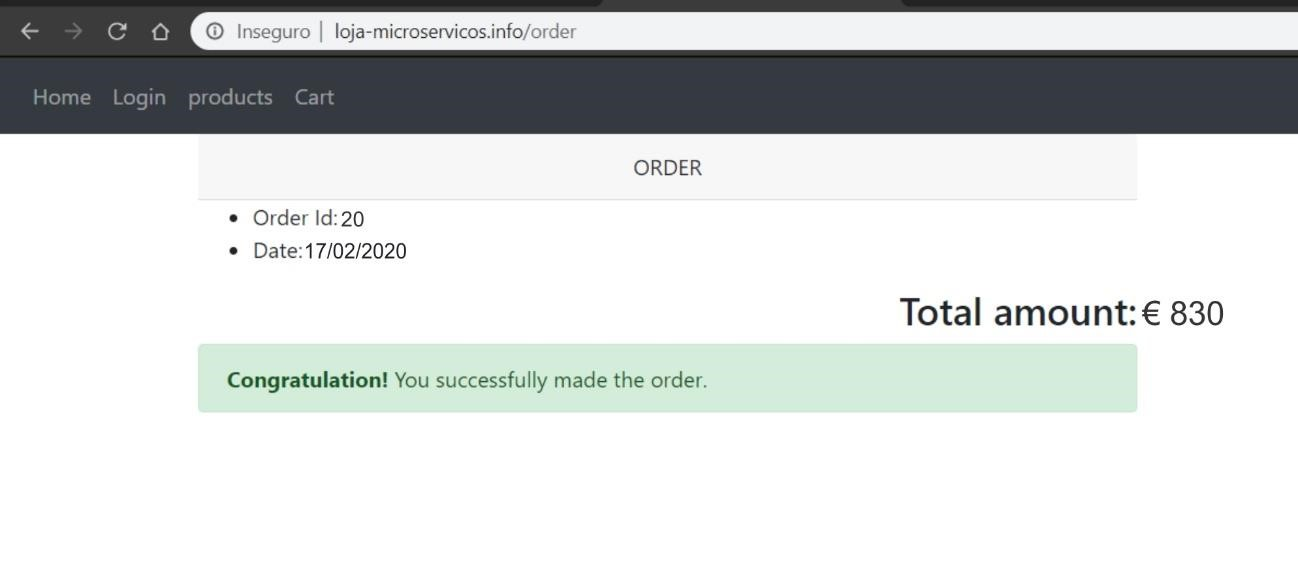 Inseguro | loja-microservicos.info/order
Home Login products Cart
ORDER
• Order Id: 20
• Date:17/02/2020
Total amount: € 830
Congratulation! You successfully made the order.